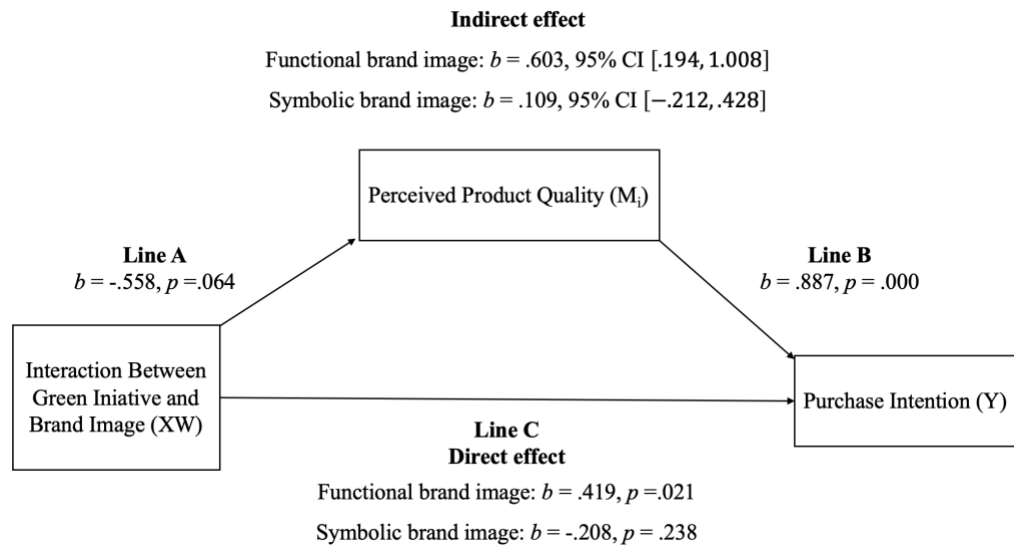 Indirect effect
Functional brand image: b = .603, 95% CI [.194, 1.008]
Symbolic brand image: b = .109, 95% CI [−.212, .428]
Perceived Product Quality (Mi)
Line A
b = -.558, p =.064
Line B
b = .887, p = .000
Interaction Between
Green Iniative and
Brand Image (XW)
Purchase Intention (Y)
Line C
Direct effect
Functional brand image: b = .419, p =.021
Symbolic brand image: b = -.208, p = .238